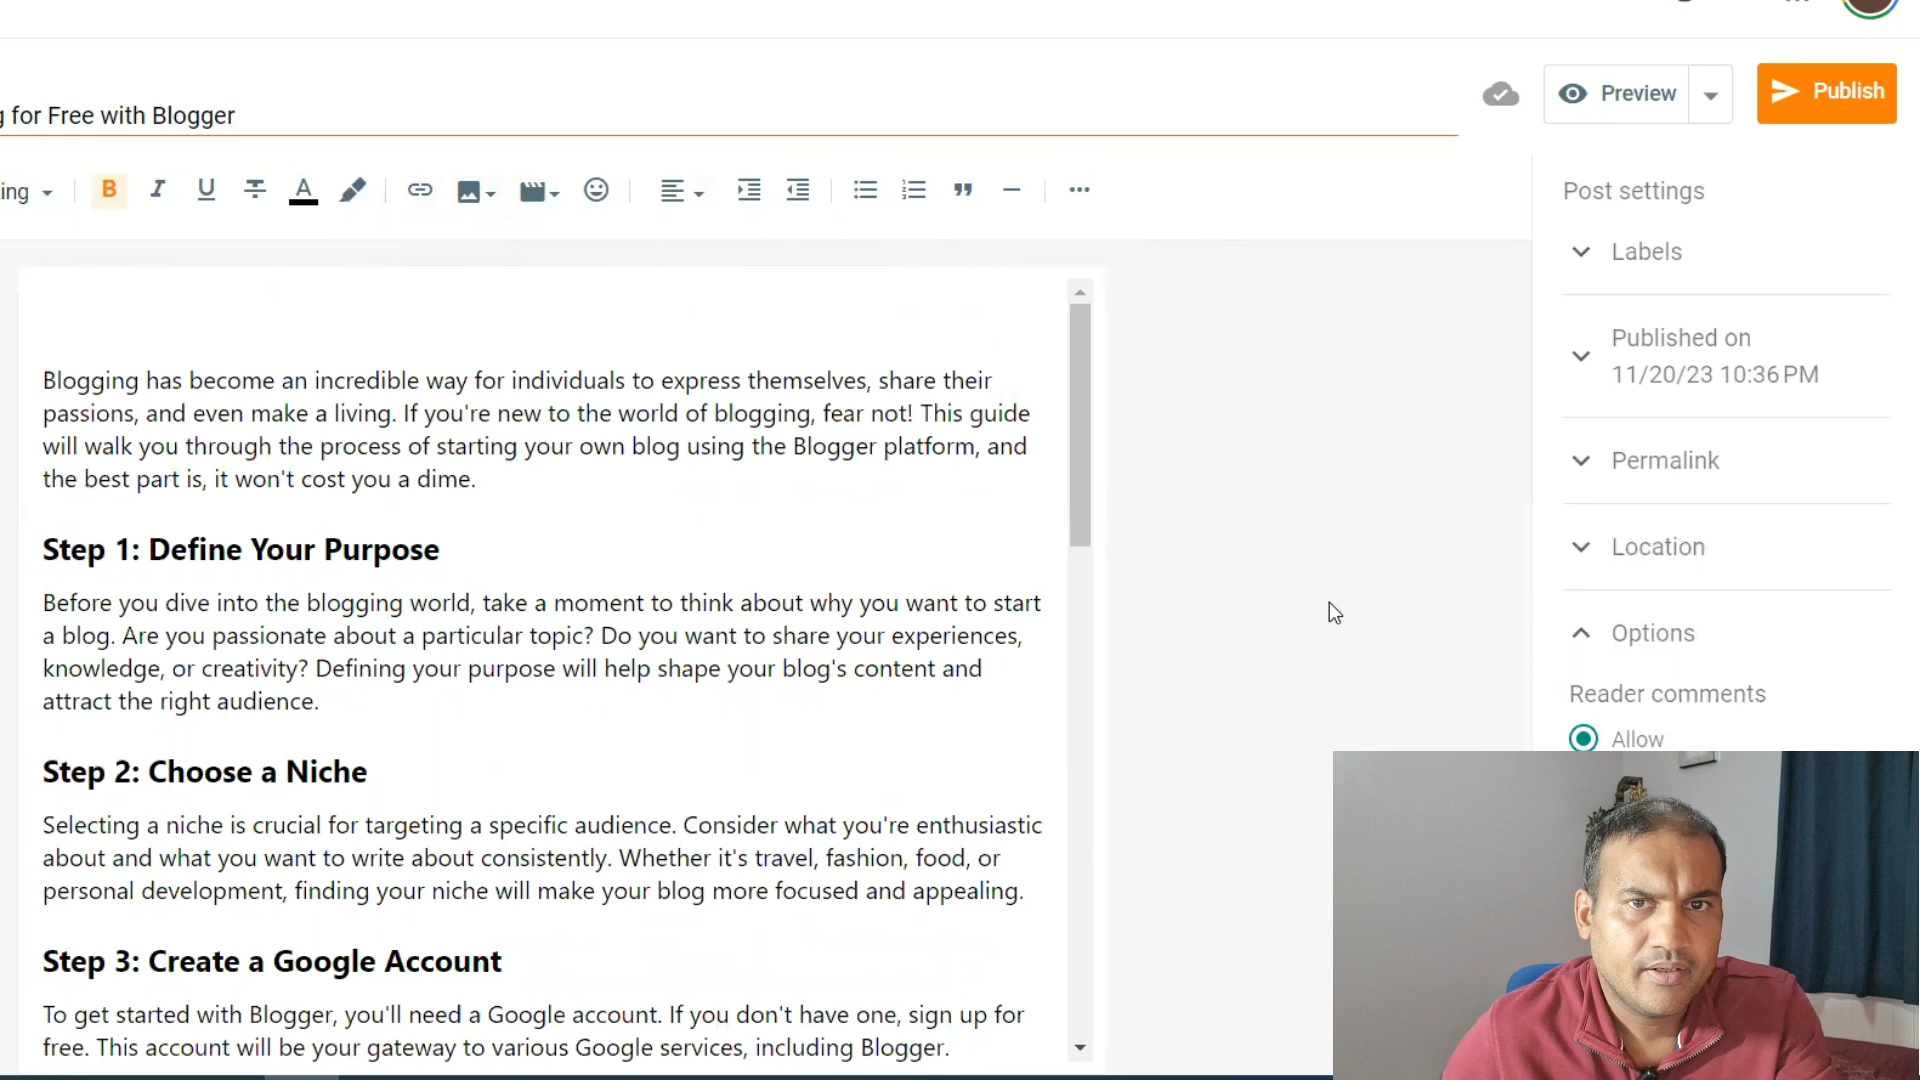 for Free with Blogger
Preview
Publish
ing
B
I
U
A
Post settings
Labels
Published on
11/20/23 10:36 PM
Permalink
Location
Options
Reader comments
Allow
Blogging has become an incredible way for individuals to express themselves, share their
passions, and even make a living. If you're new to the world of blogging, fear not! This guide
will walk you through the process of starting your own blog using the Blogger platform, and
the best part is, it won't cost you a dime.
Step 1: Define Your Purpose
Before you dive into the blogging world, take a moment to think about why you want to start
a blog. Are you passionate about a particular topic? Do you want to share your experiences,
knowledge, or creativity? Defining your purpose will help shape your blog's content and
attract the right audience.
Step 2: Choose a Niche
Selecting a niche is crucial for targeting a specific audience. Consider what you're enthusiastic
about and what you want to write about consistently. Whether it's travel, fashion, food, or
personal development, finding your niche will make your blog more focused and appealing.
Step 3: Create a Google Account
To get started with Blogger, you'll need a Google account. If you don't have one, sign up for
free. This account will be your gateway to various Google services, including Blogger.